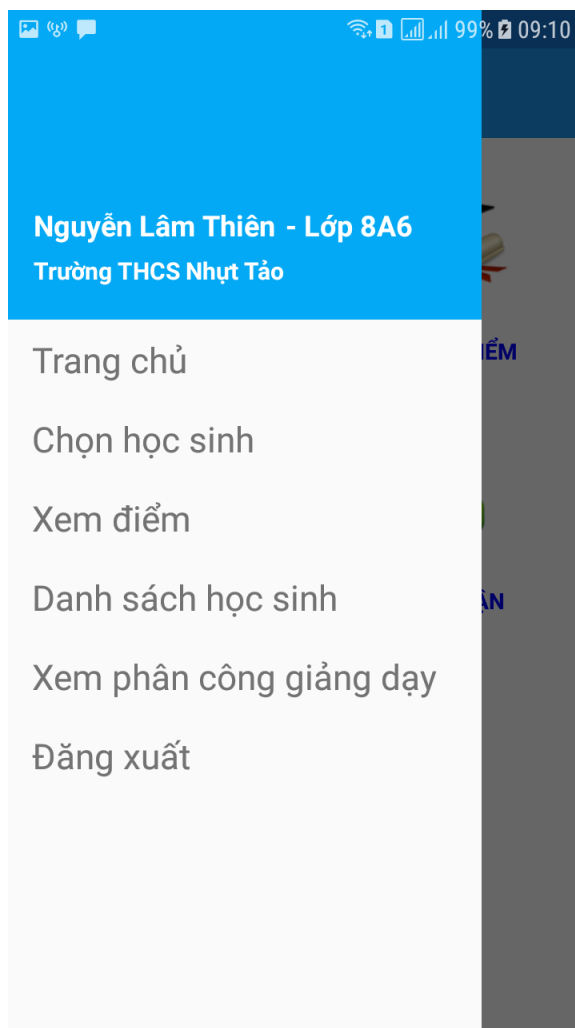 99% 09:10
Nguyễn Lâm Thiên - Lớp 8A6
Trường THCS Nhựt Tảo
Trang chủ
Chọn học sinh
Xem điểm
Danh sách học sinh
Xem phân công giảng dạy
Đăng xuất